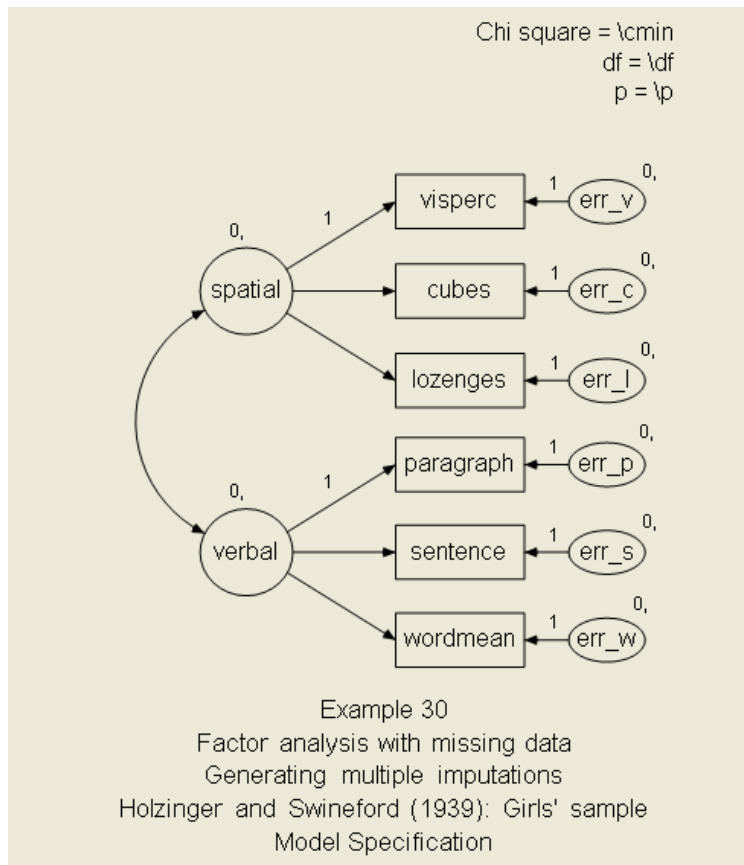 Chi square = \cmin
df = \df
p = \p
0,
1
visperc
1
err_v
0,
spatial
cubes
1
err_c
0,
lozenges
1
err_l
0,
0,
1
paragraph
1
err_p
0,
verbal
sentence
1
err_s
0,
wordmean
1
err_w
0,
Example 30
Factor analysis with missing data
Generating multiple imputations
Holzinger and Swineford (1939): Girls' sample
Model Specification